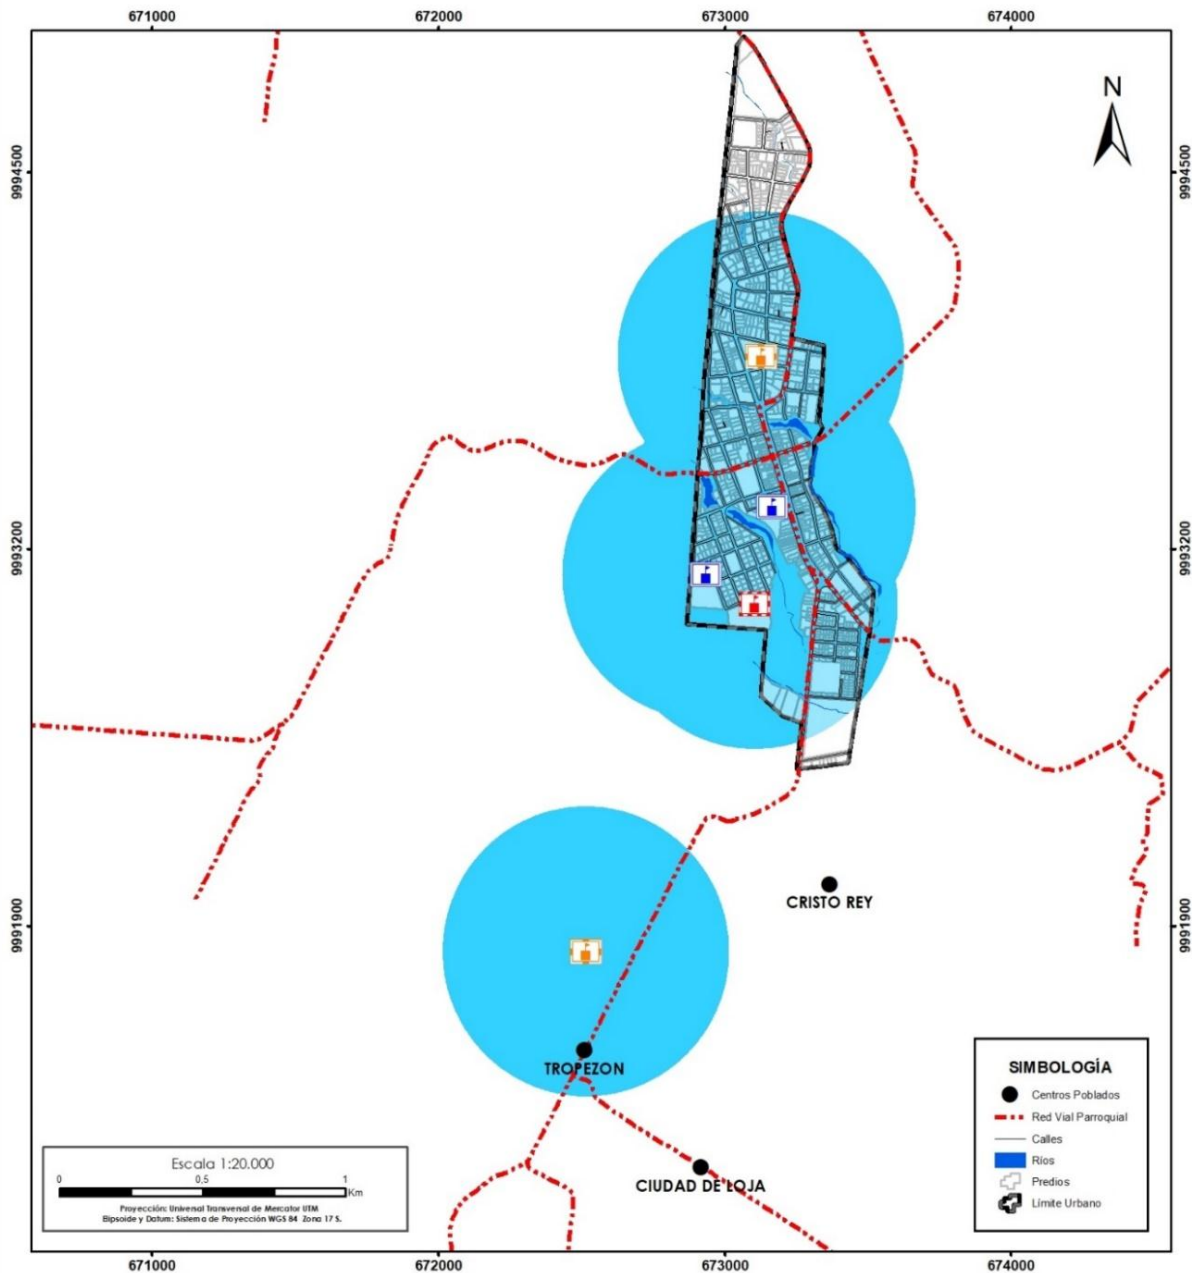 671000
672000
673000
674000
N
9994500
9994500
9993200
9993200
CRISTO REY
9991900
9991900
TROPEZON
CIUDAD DE LOJA
SIMBOLOGÍA
Centros Poblados
Red Vial Parroquial
Calles
Ríos
Predios
Límite Urbano
Escala 1:20.000
0
0,5
1
Km
Proyección: Universal Transversal de Mercator UTM
Elipsoide y Datum: Sistema de Proyección WGS 84 Zona 17 S.
671000
672000
673000
674000